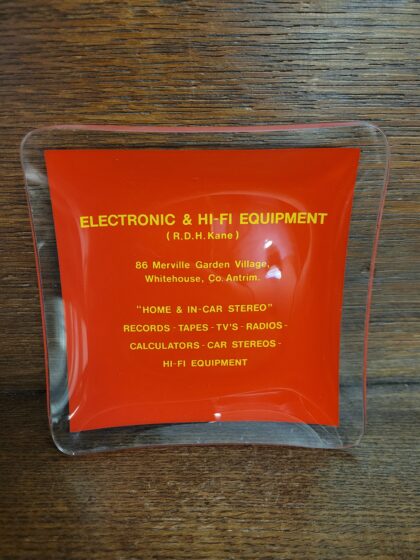 ELECTRONIC & HI-FI EQUIPMENT
(R.D.H. Kane)
86 Merville Garden Village,
Whitehouse, Co. Antrim.
"HOME & IN-CAR STEREO"
RECORDS - TAPES - TV'S - RADIOS -
CALCULATORS - CAR STEREOS -
HI-FI EQUIPMENT